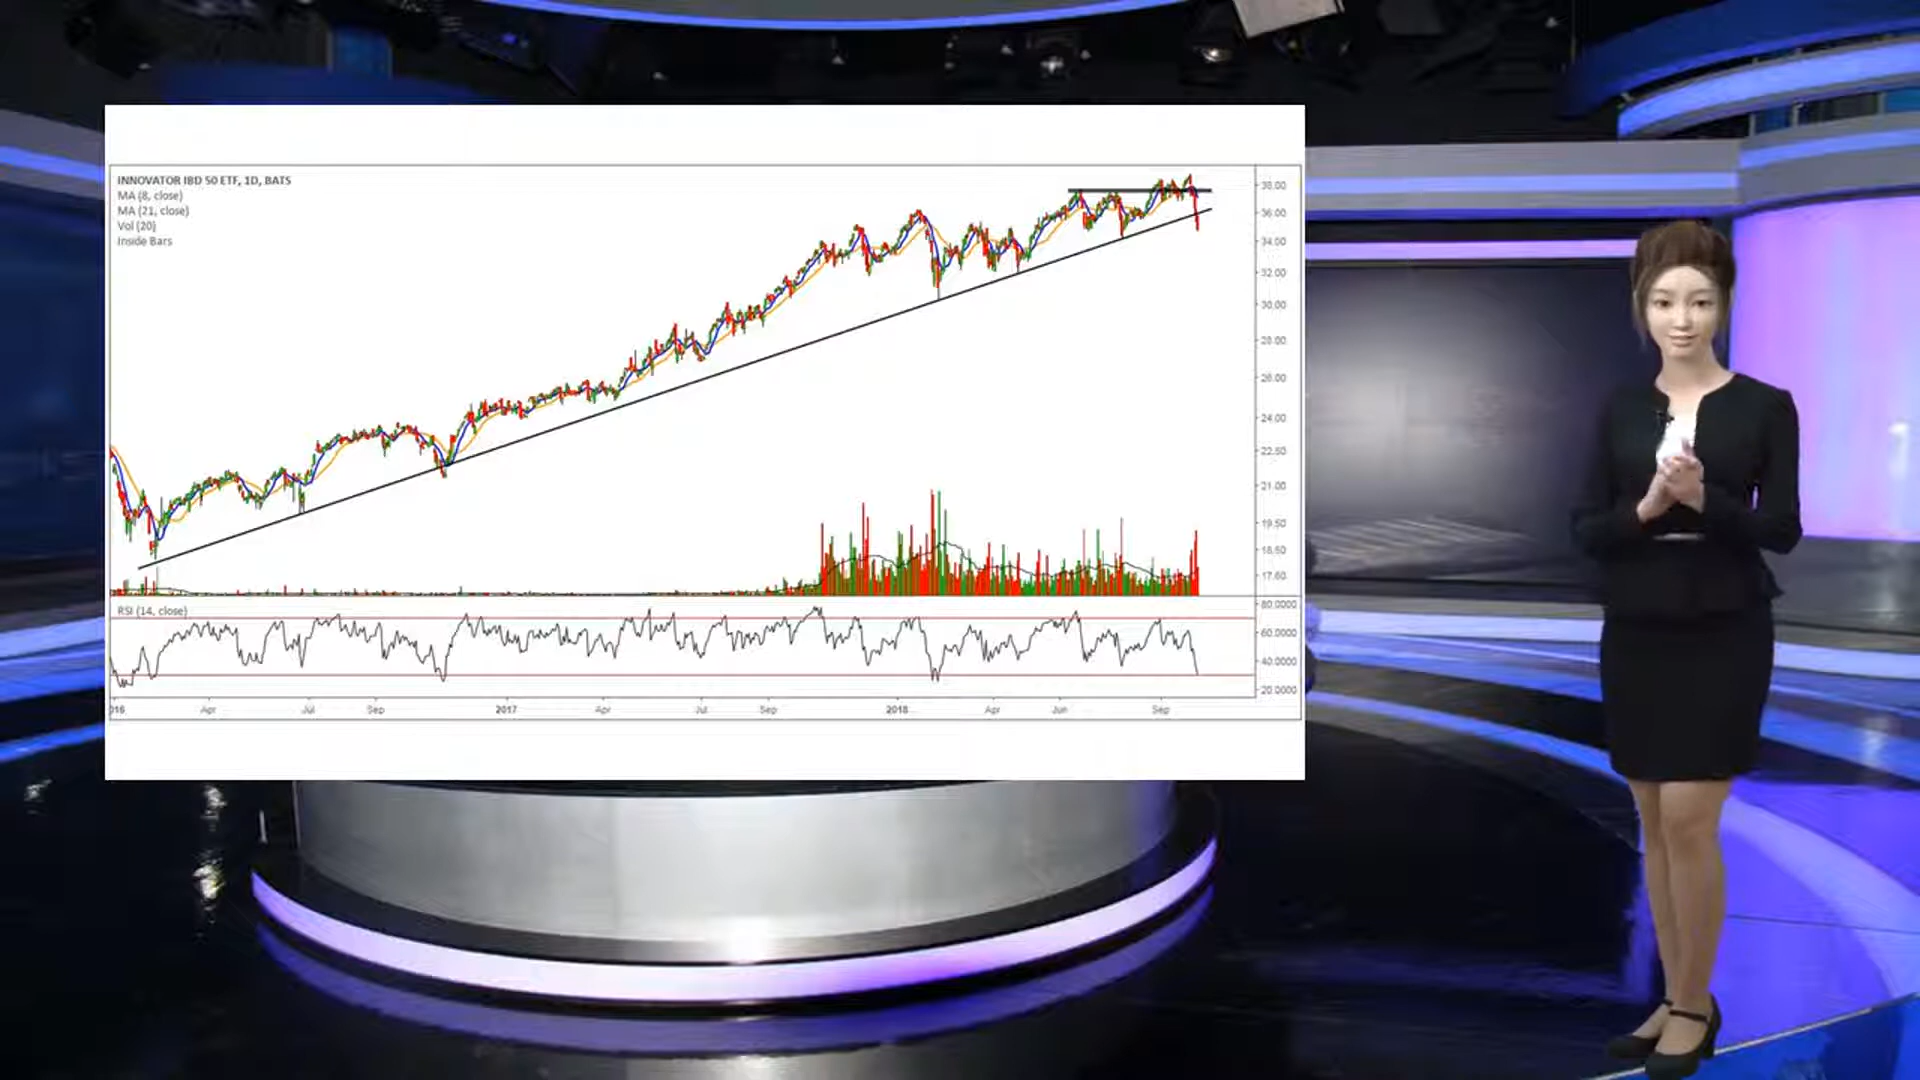 INNOVATOR IBD 50 ETF, 1D, BATS
MA (8, close)
MA (21, close)
Vol (20)
Inside Bars
38.00
36.00
34.00
32.00
30.00
28.00
26.00
24.00
22.50
21.00
19.50
18.50
17.60
RSI (14, close)
80.0000
60.0000
40.0000
20.0000
016 Apr Jul Sep 2017 Apr Jul Sep 2018 Apr Jun Sep